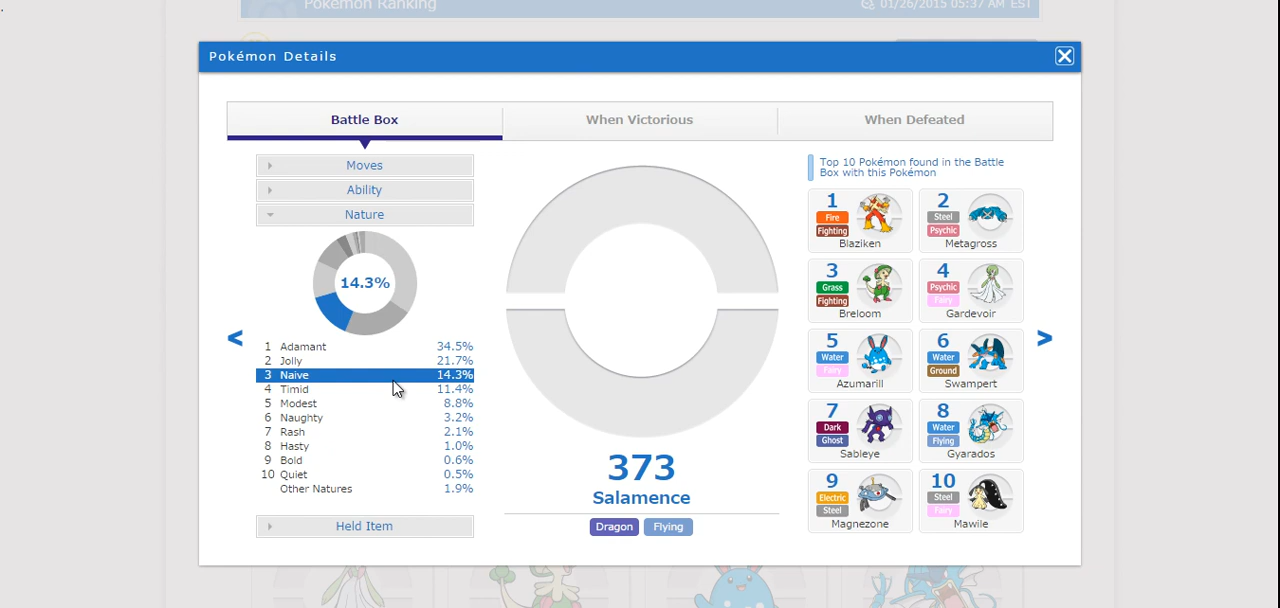 Pokémon Ranking
01/26/2015 05:37 AM EST
Pokémon Details
Battle Box
When Victorious
When Defeated
Moves
Ability
Nature
14.3%
1 Adamant 34.5%
2 Jolly 21.7%
3 Naive 14.3%
4 Timid 11.4%
5 Modest 8.8%
6 Naughty 3.2%
7 Rash 2.1%
8 Hasty 1.0%
9 Bold 0.6%
10 Quiet 0.5%
Other Natures 1.9%
Held Item
373
Salamence
Dragon Flying
Top 10 Pokémon found in the Battle
Box with this Pokémon
1
Fire
Fighting
Blaziken
2
Steel
Psychic
Metagross
3
Grass
Fighting
Breloom
4
Psychic
Fairy
Gardevoir
5
Water
Fairy
Azumarill
6
Water
Ground
Swampert
7
Dark
Ghost
Sableye
8
Water
Flying
Gyarados
9
Electric
Steel
Magnezone
10
Steel
Fairy
Mawile